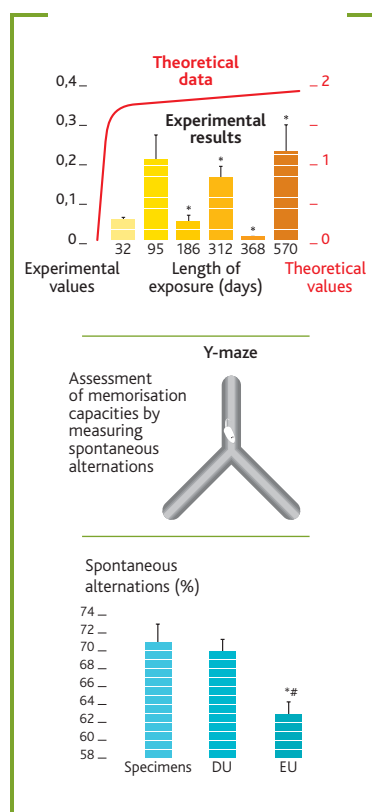 Theoretical
data
0,4
2
0,3
Experimental
results
*
*
0,2
1
*
0,1
*
0
0
32 95 186 312 368 570
Experimental
values
Length of
exposure (days)
Theoretical
values
Y-maze
Assessment
of memorisation
capacities by
measuring
spontaneous
alternations
Spontaneous
alternations (%)
74
72
70
68
66
64
*#
62
60
58
Specimens DU EU